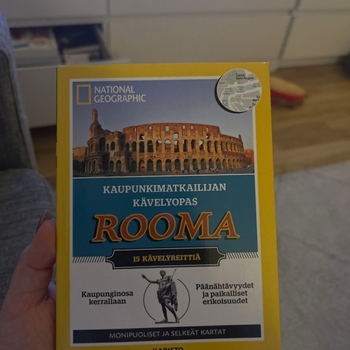 NATIONAL
GEOGRAPHIC
KAUPUNKIMATKAILIJAN
KÄVELYOPAS
ROOMA
15 KÄVELYREITTIÄ
Kaupunginosa
kerrallaan
Päänähtävyydet
ja paikalliset
erikoisuudet
MONIPUOLISET JA SELKEÄT KARTAT